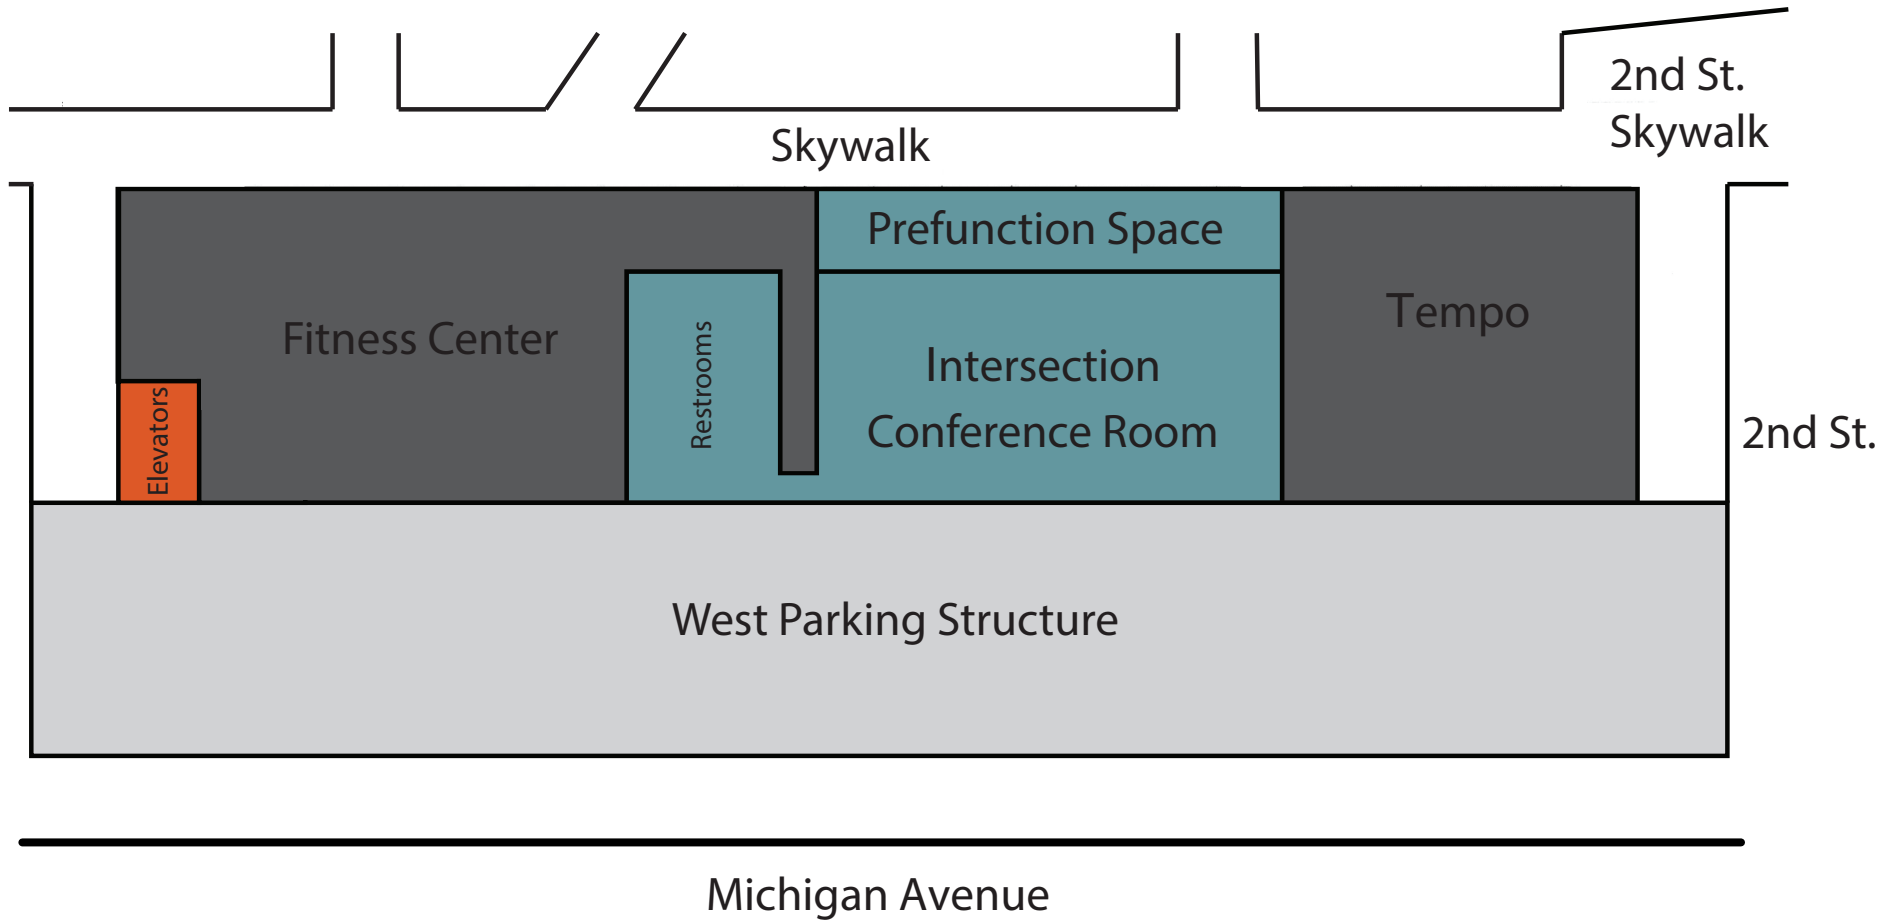 2nd St.
Skywalk
Skywalk
Prefunction Space
Tempo
Fitness Center
Restrooms
Intersection
Conference Room
Elevators
2nd St.
West Parking Structure
Michigan Avenue